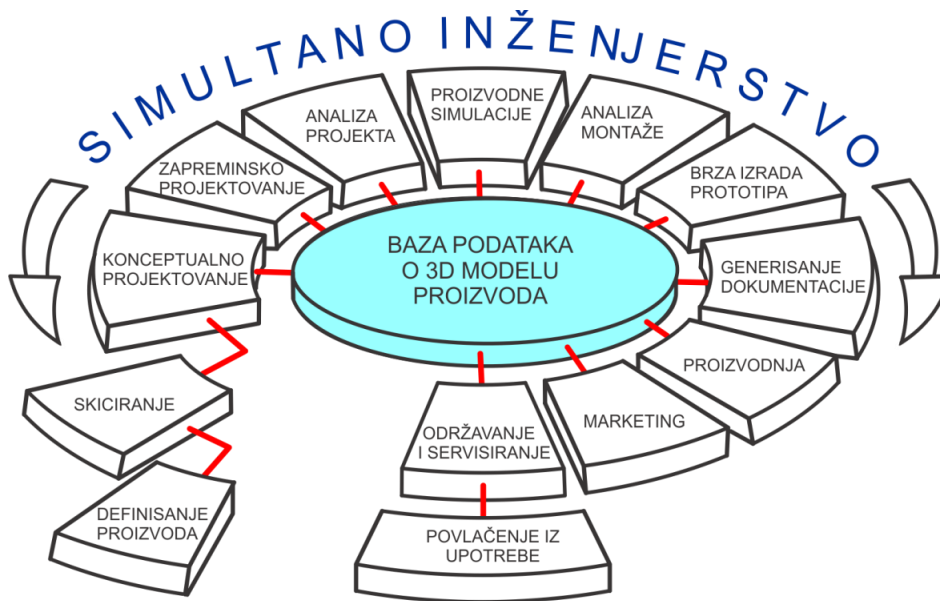 SIMULTANO INŽENJERSTVO
ANALIZA
PROJEKTA
PROIZVODNE
SIMULACIJE
ANALIZA
MONTAŽE
ZAPREMINSKO
PROJEKTOVANJE
BRZA IZRADA
PROTOTIPA
KONCEPTUALNO
PROJEKTOVANJE
BAZA PODATAKA
O 3D MODELU
PROIZVODA
GENERISANJE
DOKUMENTACIJE
SKICIRANJE
PROIZVODNJA
MARKETING
ODRŽAVANJE
I SERVISIRANJE
DEFINISANJE
PROIZVODA
POVLAČENJE IZ
UPOTREBE